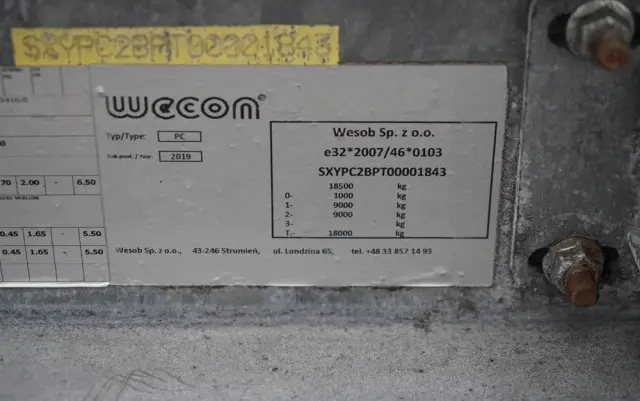 SXYPC2BPT00001843
wecon®
Typ/Type: PC
Rok prod. / Year: 2019
Wesob Sp. z o.o.
e32*2007/46*0103
SXYPC2BPT00001843
18500 kg
0- 1000 kg
1- 9000 kg
2- 9000 kg
3- kg
T.- 18000 kg
Wesob Sp. z o.o., 43-246 Strumień, ul. Londzina 65, tel. +48 33 857 14 93
70 2.00 - 6.50
0.45 1.65 - 5.50
0.45 1.65 - 5.50